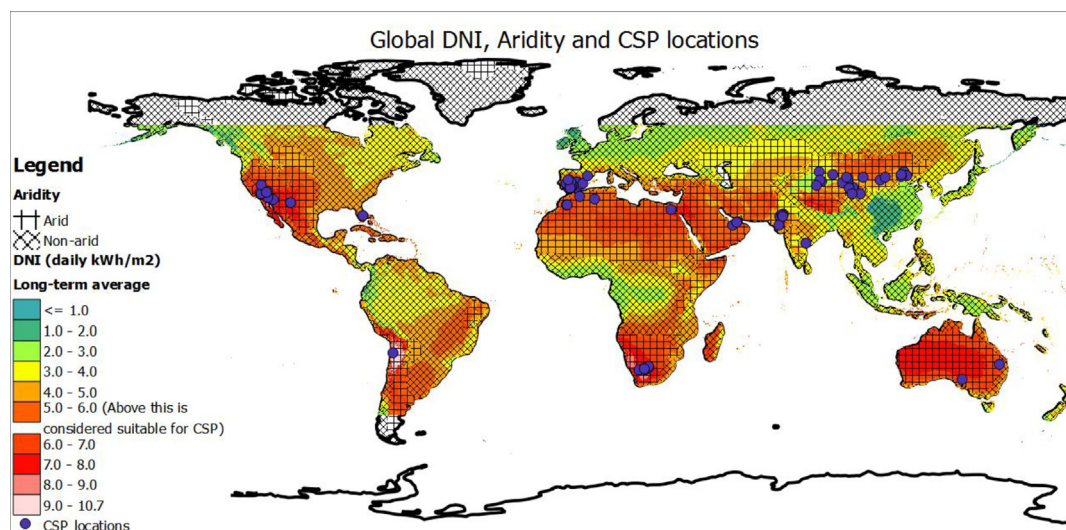 Global DNI, Aridity and CSP locations
Legend
Aridity
Arid
Non-arid
DNI (daily kWh/m2)
Long-term average
<= 1.0
1.0 - 2.0
2.0 - 3.0
3.0 - 4.0
4.0 - 5.0
5.0 - 6.0 (Above this is
considered suitable for CSP)
6.0 - 7.0
7.0 - 8.0
8.0 - 9.0
9.0 - 10.7
CSP locations